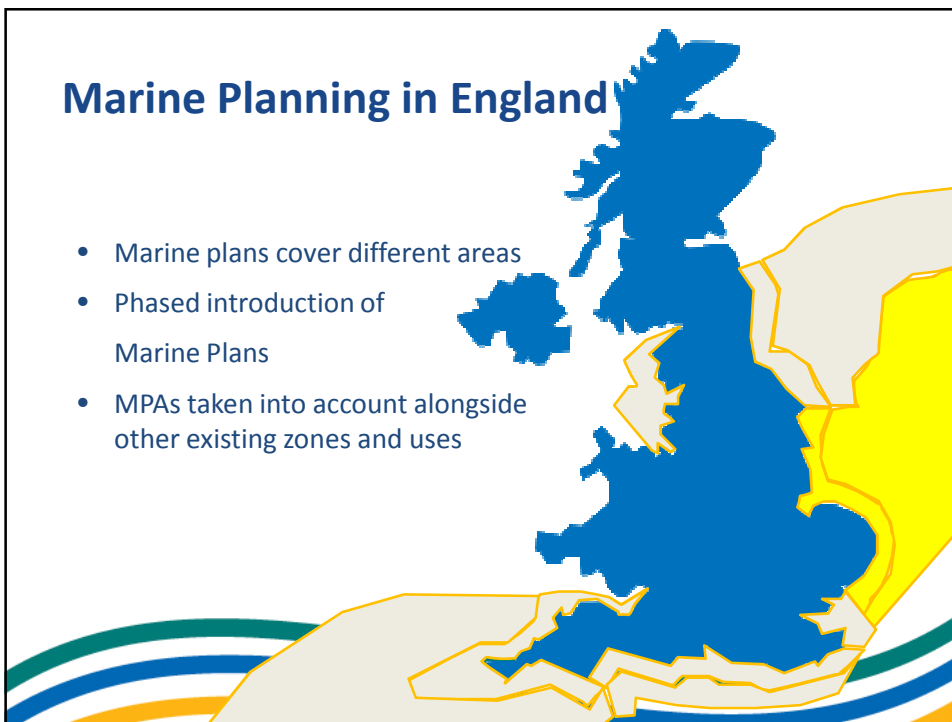 Marine Planning in England
• Marine plans cover different areas
• Phased introduction of
Marine Plans
• MPAs taken into account alongside
other existing zones and uses